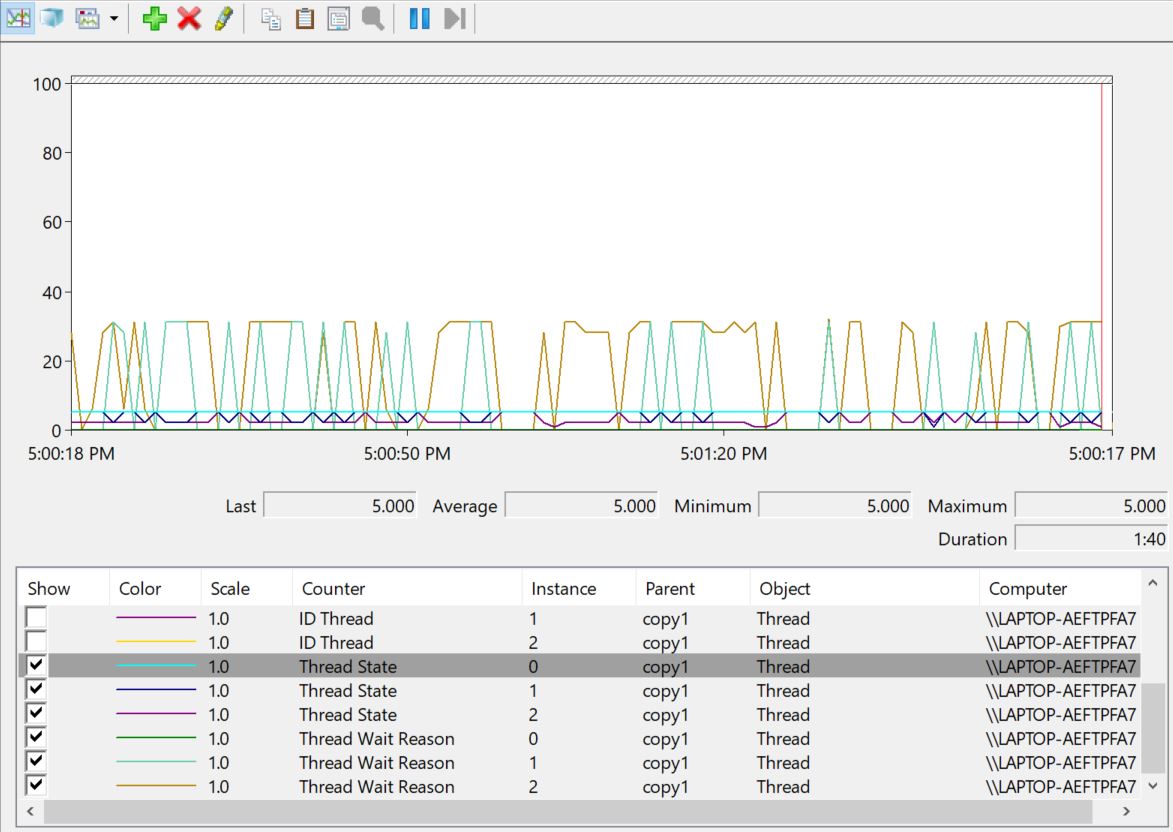 100
80
60
40
20
0
5:00:18 PM 5:00:50 PM 5:01:20 PM 5:00:17 PM
Last 5.000 Average 5.000 Minimum 5.000 Maximum 5.000
Duration 1:40
Show Color Scale Counter Instance Parent Object Computer
1.0 ID Thread 1 copy1 Thread \\LAPTOP-AEFTPFA7
1.0 ID Thread 2 copy1 Thread \\LAPTOP-AEFTPFA7
1.0 Thread State 0 copy1 Thread \\LAPTOP-AEFTPFA7
1.0 Thread State 1 copy1 Thread \\LAPTOP-AEFTPFA7
1.0 Thread State 2 copy1 Thread \\LAPTOP-AEFTPFA7
1.0 Thread Wait Reason 0 copy1 Thread \\LAPTOP-AEFTPFA7
1.0 Thread Wait Reason 1 copy1 Thread \\LAPTOP-AEFTPFA7
1.0 Thread Wait Reason 2 copy1 Thread \\LAPTOP-AEFTPFA7